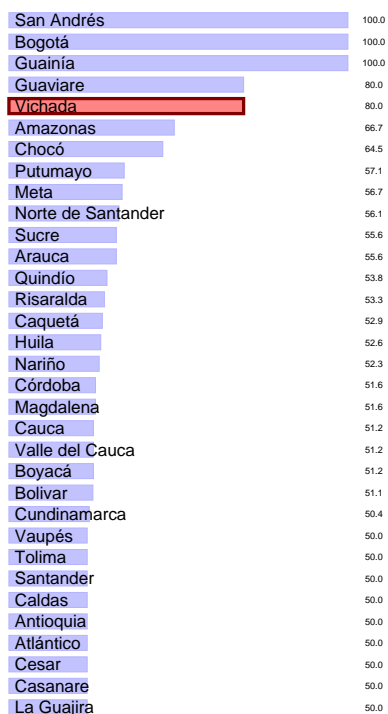 San Andrés 100.0
Bogotá 100.0
Guainía 100.0
Guaviare 80.0
Vichada 80.0
Amazonas 66.7
Chocó 64.5
Putumayo 57.1
Meta 56.7
Norte de Santander 56.1
Sucre 55.6
Arauca 55.6
Quindío 53.8
Risaralda 53.3
Caquetá 52.9
Huila 52.6
Nariño 52.3
Córdoba 51.6
Magdalena 51.6
Cauca 51.2
Valle del Cauca 51.2
Boyacá 51.2
Bolivar 51.1
Cundinamarca 50.4
Vaupés 50.0
Tolima 50.0
Santander 50.0
Caldas 50.0
Antioquia 50.0
Atlántico 50.0
Cesar 50.0
Casanare 50.0
La Guajira 50.0